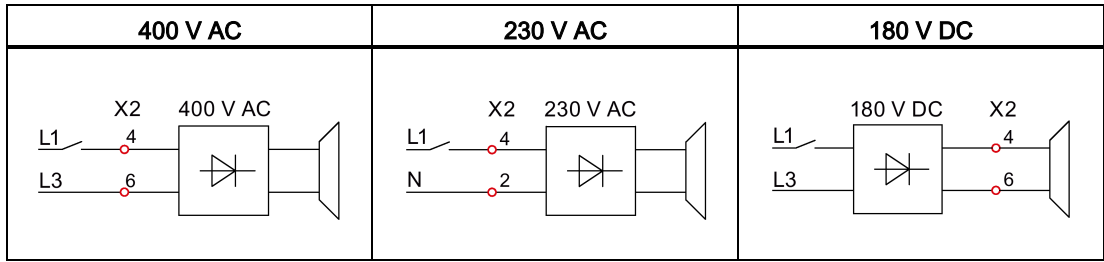 400 V AC
230 V AC
180 V DC
X2 400 V AC
L1 4
L3 6
X2 230 V AC
L1 4
N 2
180 V DC X2
L1 4
L3 6